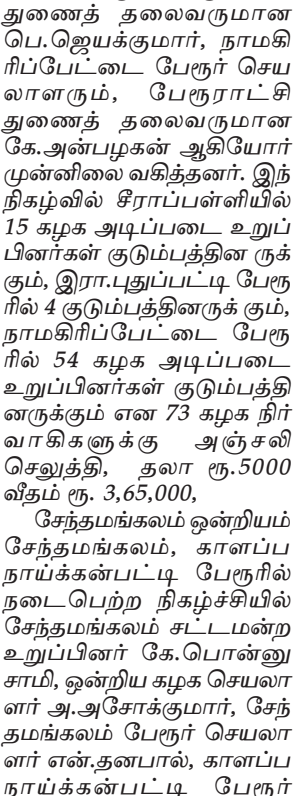 துணைத் தலைவருமான
பெ.ஜெயக்குமார், நாமகி
ரிப்பேட்டை பேரூர் செய
லாளரும், பேரூராட்சி
துணைத் தலைவருமான
கே.அன்பழகன் ஆகியோர்
முன்னிலை வகித்தனர். இந்
நிகழ்வில் சீராப்பள்ளியில்
15 கழக அடிப்படை உறுப்
பினர்கள் குடும்பத்தின ருக்
கும், இரா.புதுப்பட்டி பேரூ
ரில் 4 குடும்பத்தினருக் கும்,
நாமகிரிப்பேட்டை பேரூ
ரில் 54 கழக அடிப்படை
உறுப்பினர்கள் குடும்பத்தி
னருக்கும் என 73 கழக நிர்
வாகிகளுக்கு அஞ்சலி
செலுத்தி, தலா ரூ.5000
வீதம் ரூ. 3,65,000,
சேந்தமங்கலம் ஒன்றியம்
சேந்தமங்கலம், காளப்ப
நாய்க்கன்பட்டி பேரூரில்
நடைபெற்ற நிகழ்ச்சியில்
சேந்தமங்கலம் சட்டமன்ற
உறுப்பினர் கே.பொன்னு
சாமி, ஒன்றிய கழக செயலா
ளர் அ.அசோக்குமார், சேந்
தமங்கலம் பேரூர் செயலா
ளர் என்.தனபால், காளப்ப
நாய்க்கன்பட்டி பேரூர்